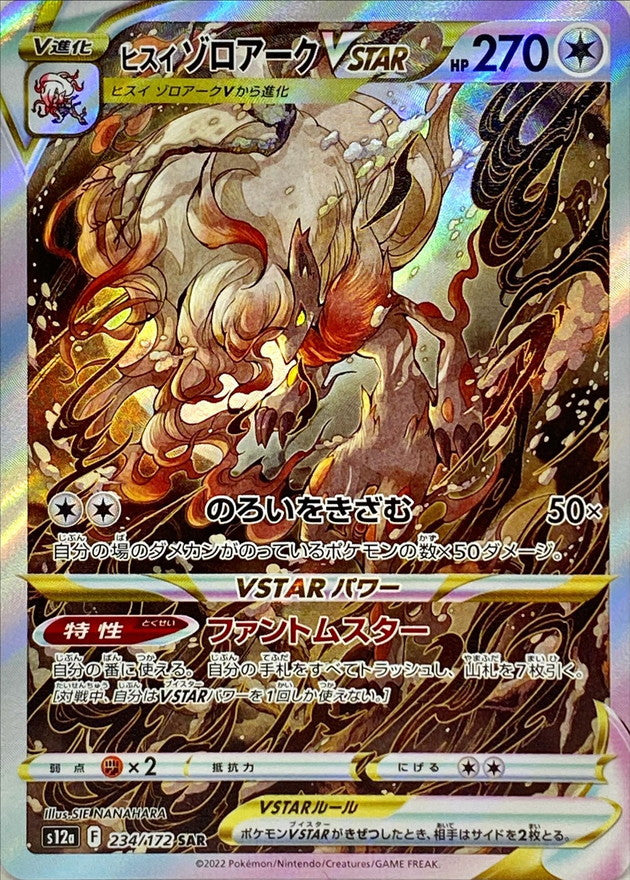 V進化
ヒスイ ゾロアークVSTAR
HP 270
ヒスイ ゾロアークVから進化
のろいをきざむ 50×
自分の場のダメカンがのっているポケモンの数×50ダメージ。
VSTARパワー
特性 とくせい ファントムスター
自分の番に使える。自分の手札をすべてトラッシュし、山札を7枚引く。
[対戦中、自分はVSTARパワーを1回しか使えない。]
弱点 ×2 抵抗力 にげる
Illus.SIE NANAHARA
VSTARルール
ポケモンVSTARがきぜつしたとき、相手はサイドを2枚とる。
s12a F 234/172 SAR
©2022 Pokémon/Nintendo/Creatures/GAME FREAK.